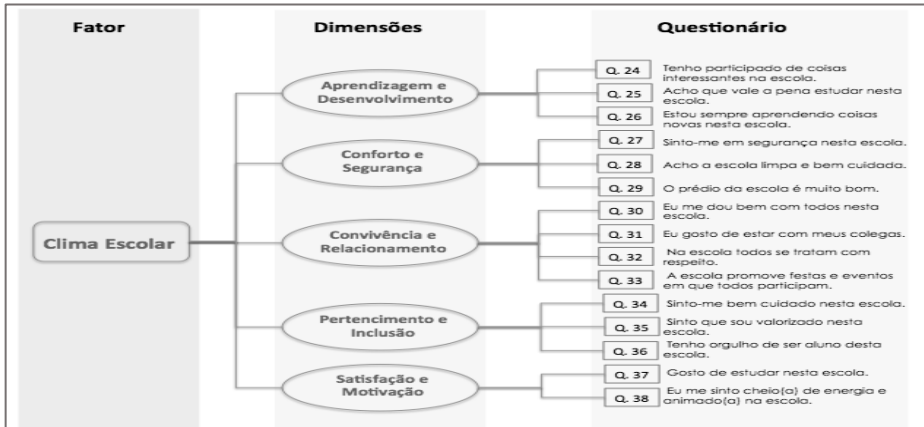 Fator
Dimensões
Questionário
Clima Escolar
Aprendizagem e
Desenvolvimento
Q. 24
Tenho participado de coisas
interessantes na escola.
Q. 25
Acho que vale a pena estudar nesta
escola.
Q. 26
Estou sempre aprendendo coisas
novas nesta escola.
Conforto e
Segurança
Q. 27
Sinto-me em segurança nesta escola.
Q. 28
Acho a escola limpa e bem cuidada.
Q. 29
O prédio da escola é muito bom.
Convivência e
Relacionamento
Q. 30
Eu me dou bem com todos nesta
escola.
Q. 31
Eu gosto de estar com meus colegas.
Q. 32
Na escola todos se tratam com
respeito.
Q. 33
A escola promove festas e eventos
em que todos participam.
Pertencimento e
Inclusão
Q. 34
Sinto-me bem cuidado nesta escola.
Q. 35
Sinto que sou valorizado nesta
escola.
Q. 36
Tenho orgulho de ser aluno desta
escola.
Satisfação e
Motivação
Q. 37
Gosto de estudar nesta escola.
Q. 38
Eu me sinto cheio(a) de energia e
animado(a) na escola.